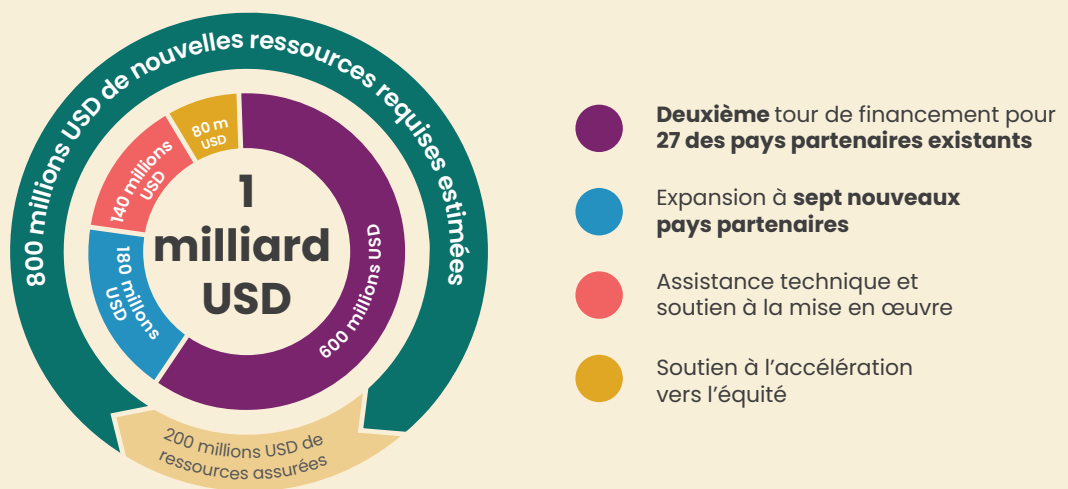 800 millions USD de nouvelles ressources requises estimées
80 m
USD
140 millions
USD
180 millons
USD
600 millions USD
1
milliard
USD
200 millions USD de
ressources assurées
Deuxième tour de financement pour
27 des pays partenaires existants
Expansion à sept nouveaux
pays partenaires
Assistance technique et
soutien à la mise en œuvre
Soutien à l’accélération
vers l’équité